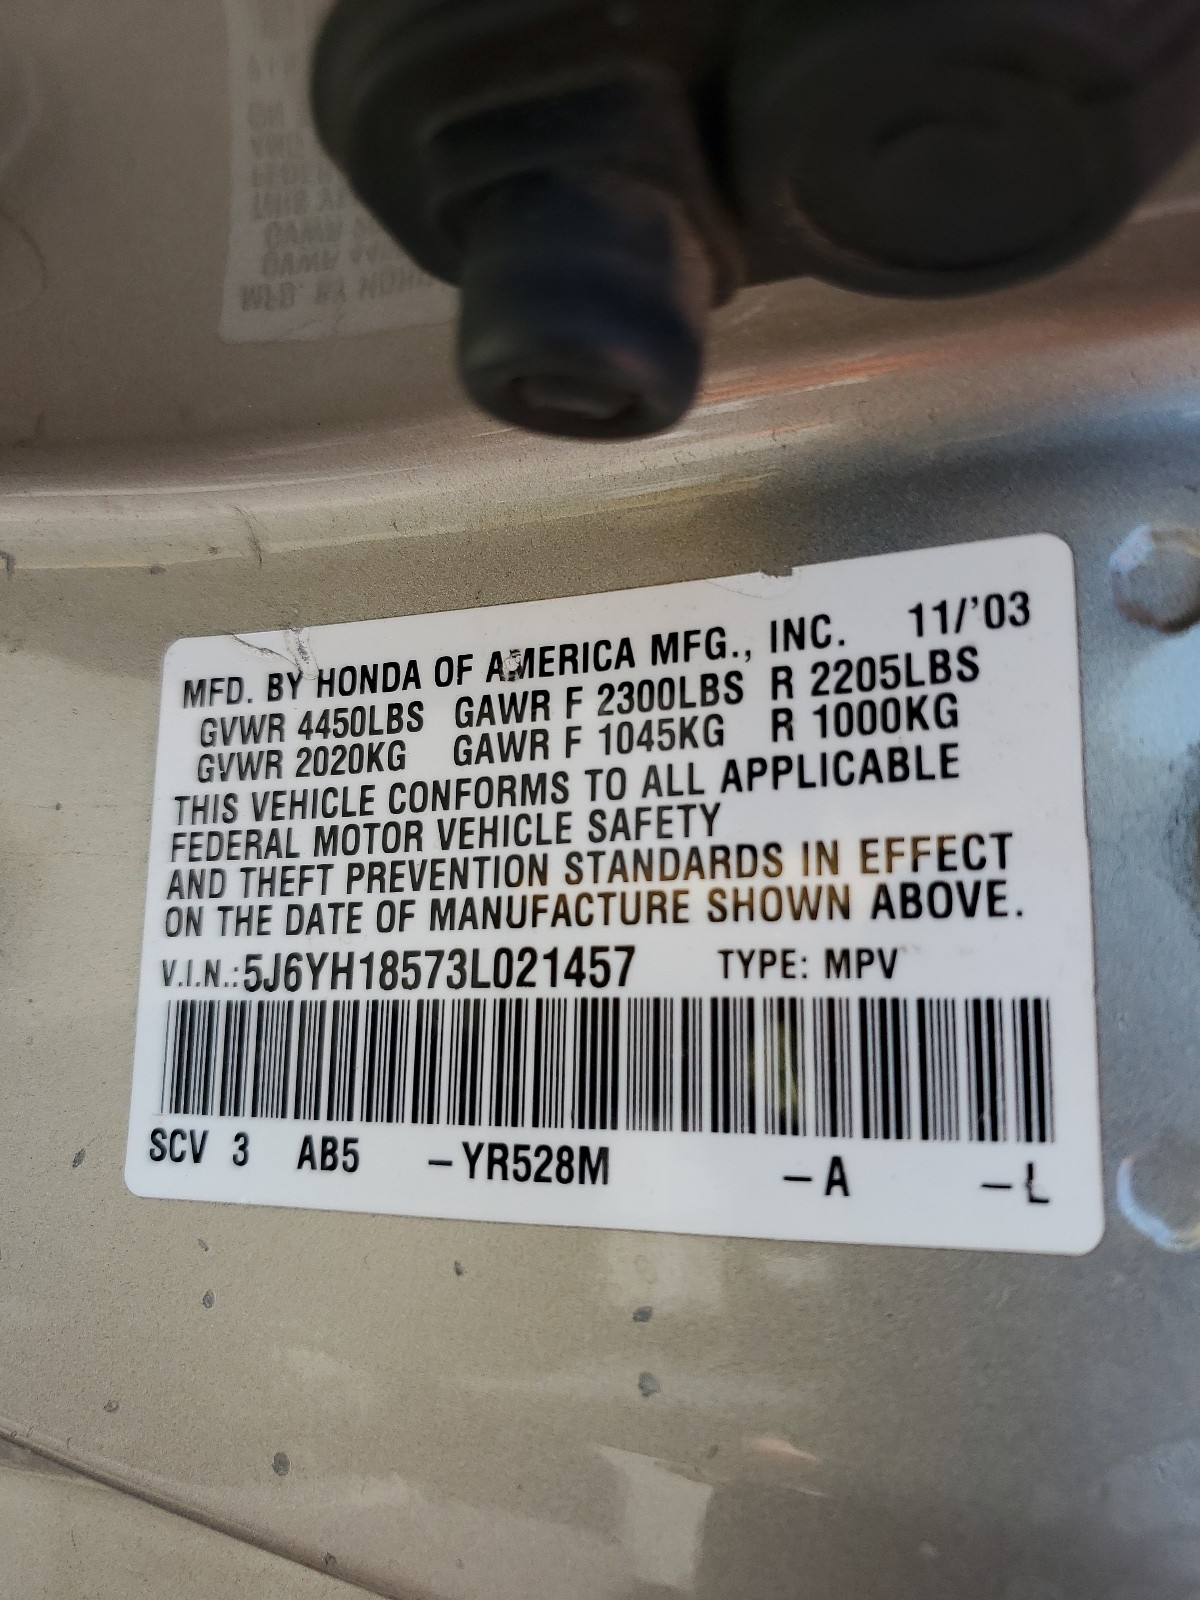 MFD. BY HONDA OF AMERICA MFG., INC. 11/'03
GVWR 4450LBS GAWR F 2300LBS R 2205LBS
GVWR 2020KG GAWR F 1045KG R 1000KG
THIS VEHICLE CONFORMS TO ALL APPLICABLE
FEDERAL MOTOR VEHICLE SAFETY
AND THEFT PREVENTION STANDARDS IN EFFECT
ON THE DATE OF MANUFACTURE SHOWN ABOVE.
V.I.N.:5J6YH18573L021457 TYPE: MPV
SCV 3 AB5 –YR528M –A –L